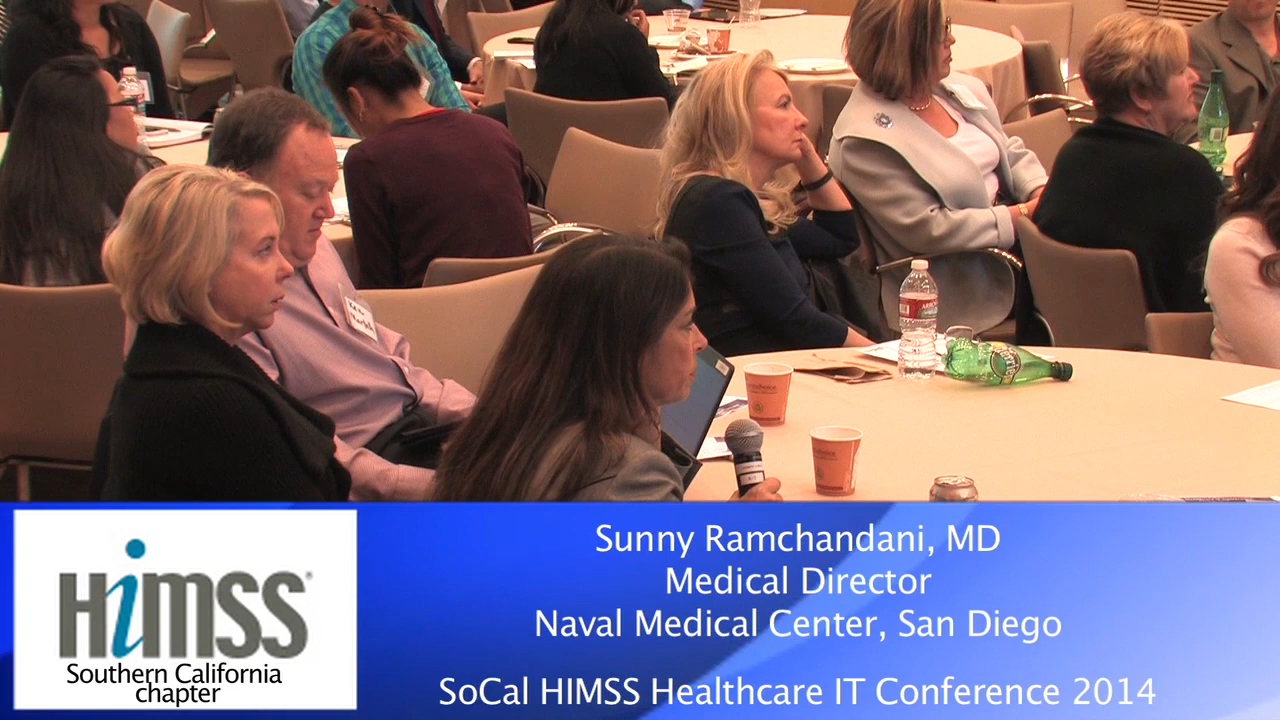 Sunny Ramchandani, MD
Medical Director
Naval Medical Center, San Diego
SoCal HIMSS Healthcare IT Conference 2014
HiMSS®
Southern California
chapter